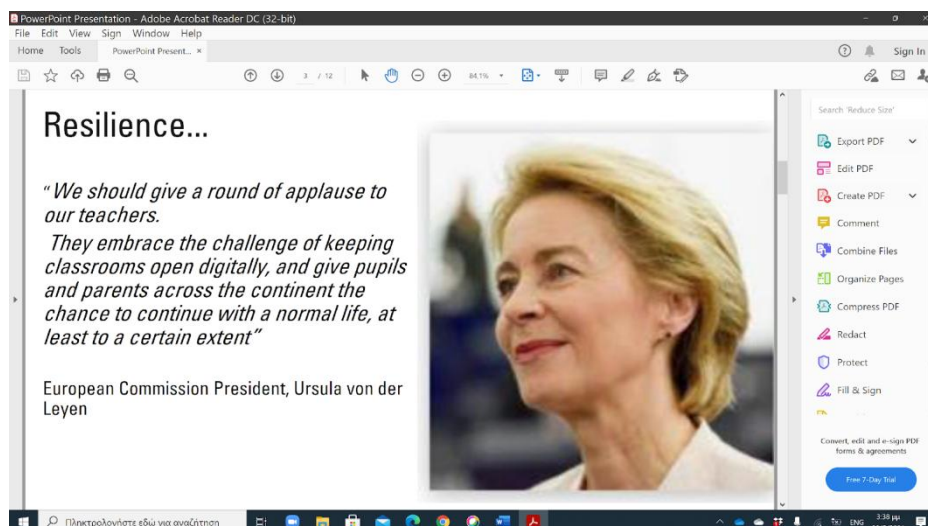 PowerPoint Presentation - Adobe Acrobat Reader DC (32-bit)
File Edit View Sign Window Help
Home Tools PowerPoint Present... ×
Sign In
3 / 12
84,1%
Resilience...
“ We should give a round of applause to
our teachers.
They embrace the challenge of keeping
classrooms open digitally, and give pupils
and parents across the continent the
chance to continue with a normal life, at
least to a certain extent”
European Commission President, Ursula von der
Leyen
Search 'Reduce Size'
Export PDF
Edit PDF
Create PDF
Comment
Combine Files
Organize Pages
Compress PDF
Redact
Protect
Fill & Sign
Convert, edit and e-sign PDF
forms & agreements
Free 7-Day Trial
Πληκτρολογήστε εδώ για αναζήτηση
ENG
3:38 μμ